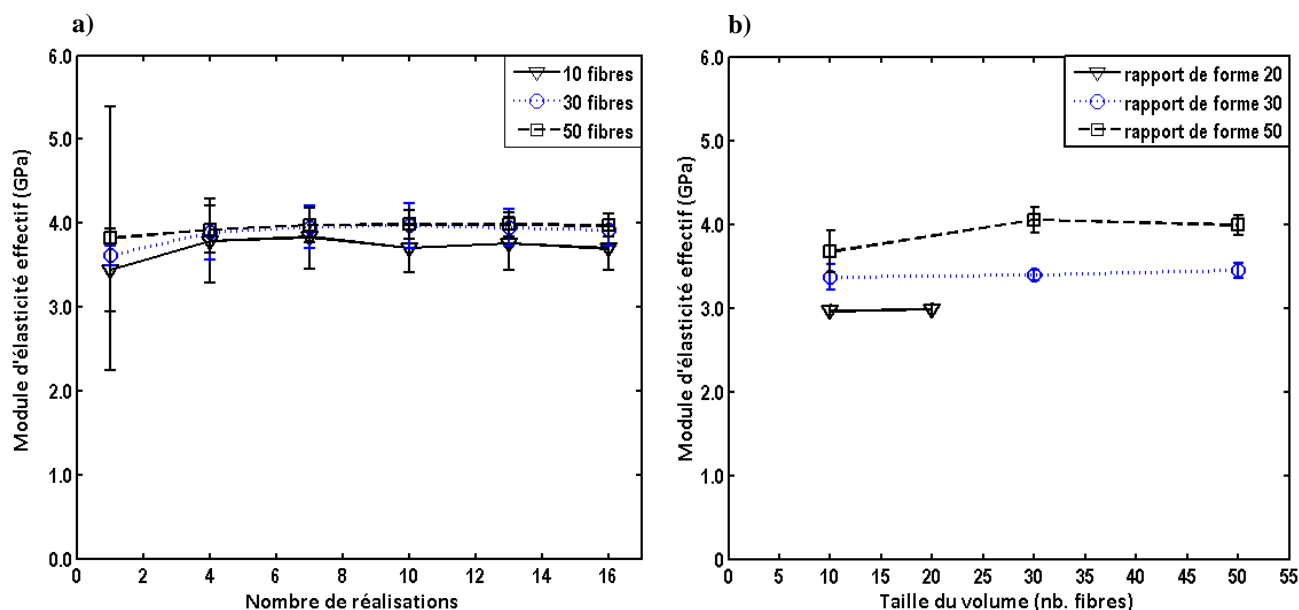 a)
6.0
5.0
4.0
3.0
2.0
1.0
0.0
0
2
4
6
8
10
12
14
16
Module d'élasticité effectif (GPa)
Nombre de réalisations
10 fibres
30 fibres
50 fibres
b)
6.0
5.0
4.0
3.0
2.0
1.0
0.0
0
5
10
15
20
25
30
35
40
45
50
55
Module d'élasticité effectif (GPa)
Taille du volume (nb. fibres)
rapport de forme 20
rapport de forme 30
rapport de forme 50